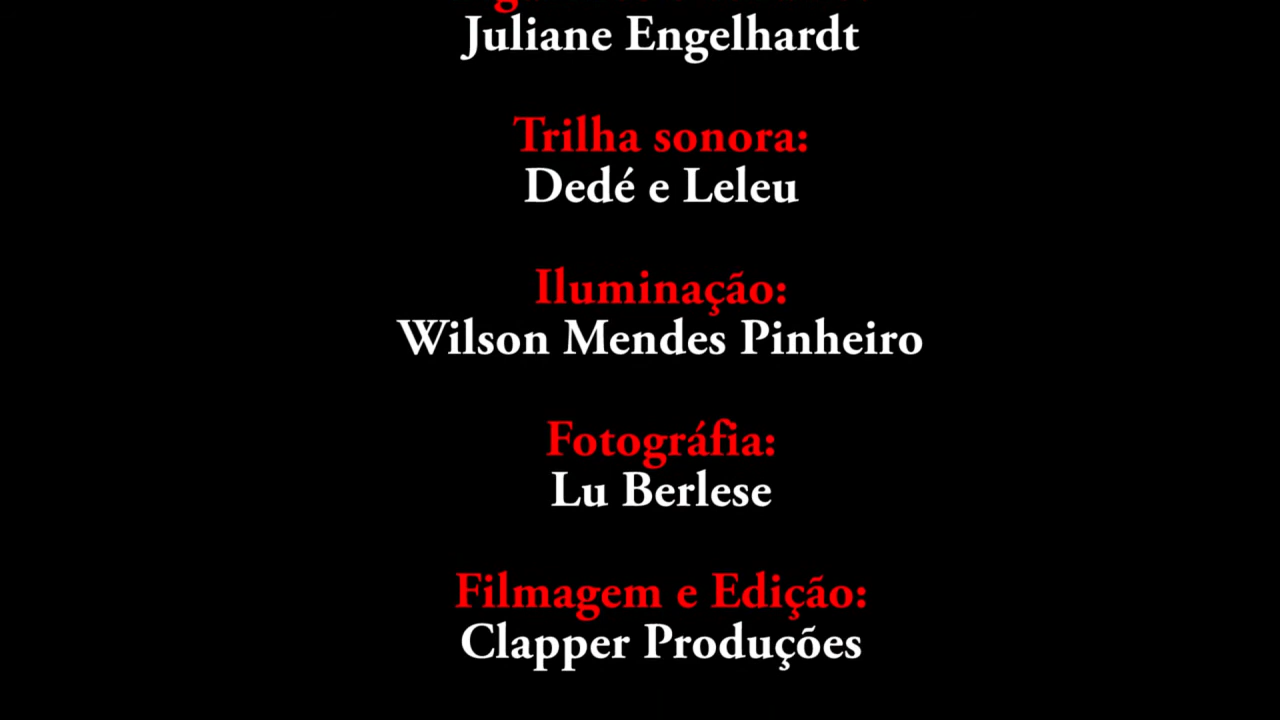 Juliane Engelhardt
Trilha sonora:
Dedé e Leleu
Iluminação:
Wilson Mendes Pinheiro
Fotográfia:
Lu Berlese
Filmagem e Edição:
Clapper Produções